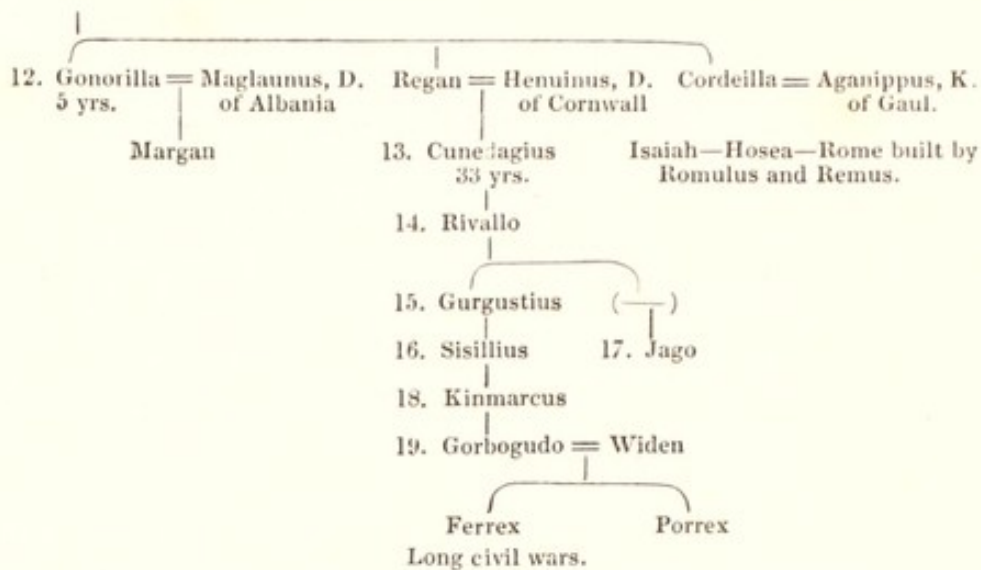 12. Gonorilla = Maglaunus, D. Regan = Henuinus, D. Cordeilla = Aganippus, K.
5 yrs. of Albania of Cornwall of Gaul.
Margan 13. Cunedagius Isaiah—Hosea—Rome built by
33 yrs. Romulus and Remus.
14. Rivallo
15. Gurgustius (—)
16. Sisillius 17. Jago
18. Kinmarcus
19. Gorbogudo = Widen
Ferrex Porrex
Long civil wars.